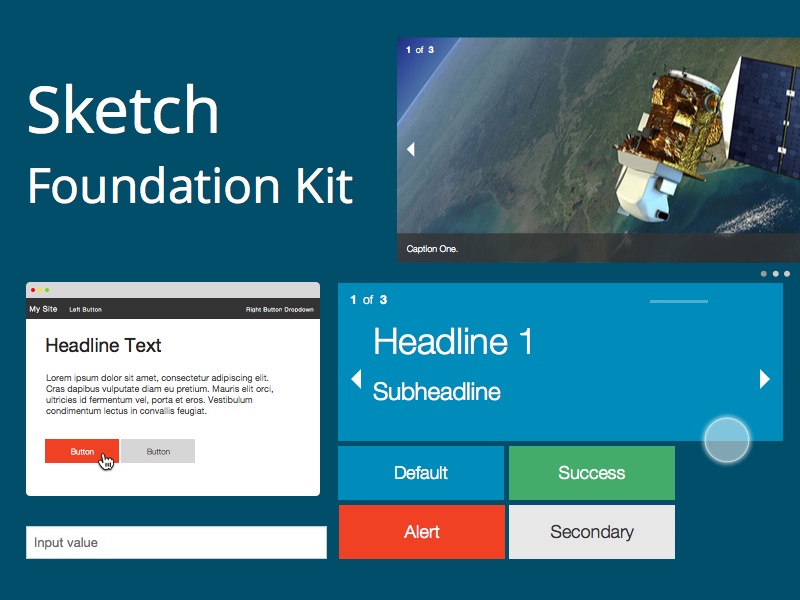 Sketch
Foundation Kit
1 of 3
Caption One.
My Site Left Button Right Button Dropdown
Headline Text
Lorem ipsum dolor sit amet, consectetur adipiscing elit.
Cras dapibus vulputate diam eu pretium. Mauris elit orci,
ultricies id fermentum vel, porta et eros. Vestibulum
condimentum lectus in convallis feugiat.
Button Button
Input value
1 of 3
Headline 1
Subheadline
Default Success
Alert Secondary